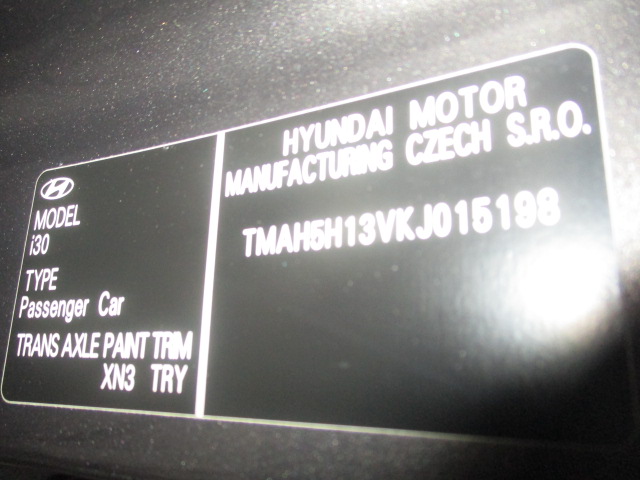 MODEL
i30
TYPE
Passenger Car
TRANS AXLE PAINT TRIM
XN3 TRY
HYUNDAI MOTOR
MANUFACTURING CZECH S.R.O.
TMAH5H13VKJ015198